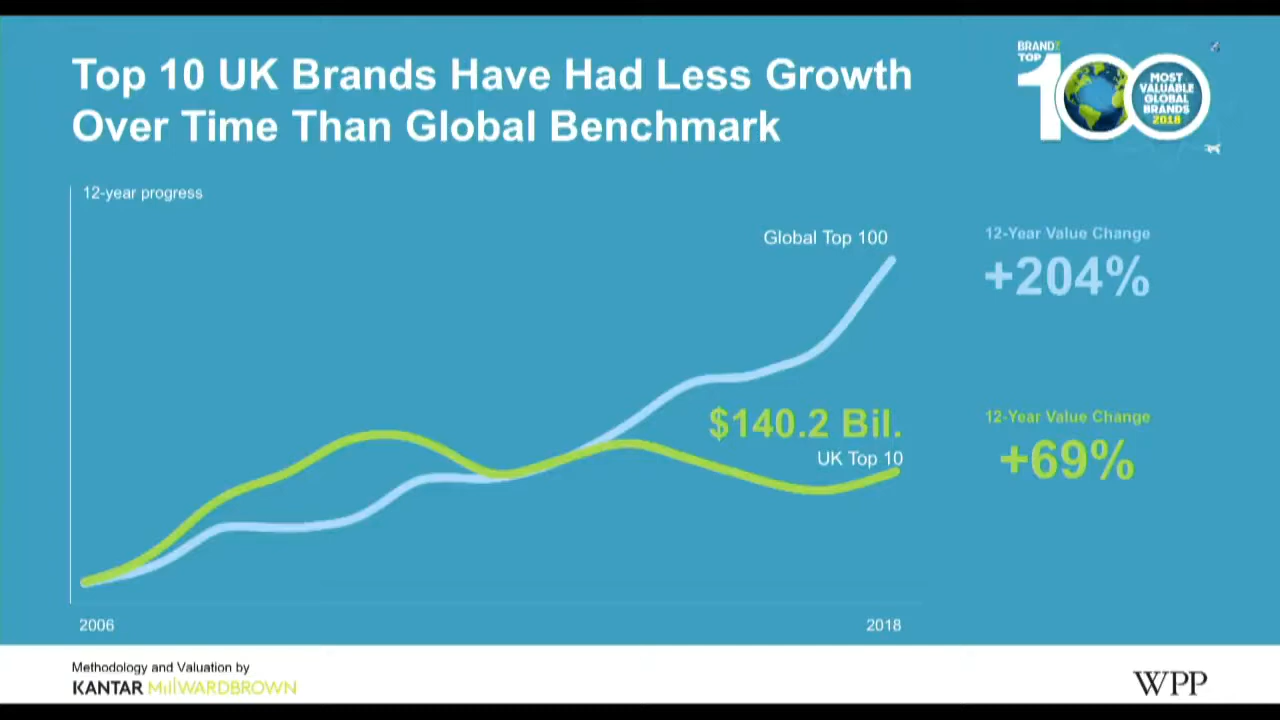 Top 10 UK Brands Have Had Less Growth
Over Time Than Global Benchmark
BRANDZ
TOP
100
MOST
VALUABLE
GLOBAL
BRANDS
2018
12-year progress
Global Top 100
12-Year Value Change
+204%
$140.2 Bil.
UK Top 10
12-Year Value Change
+69%
2006
2018
Methodology and Valuation by
KANTAR MillWARDBROWN
WPP